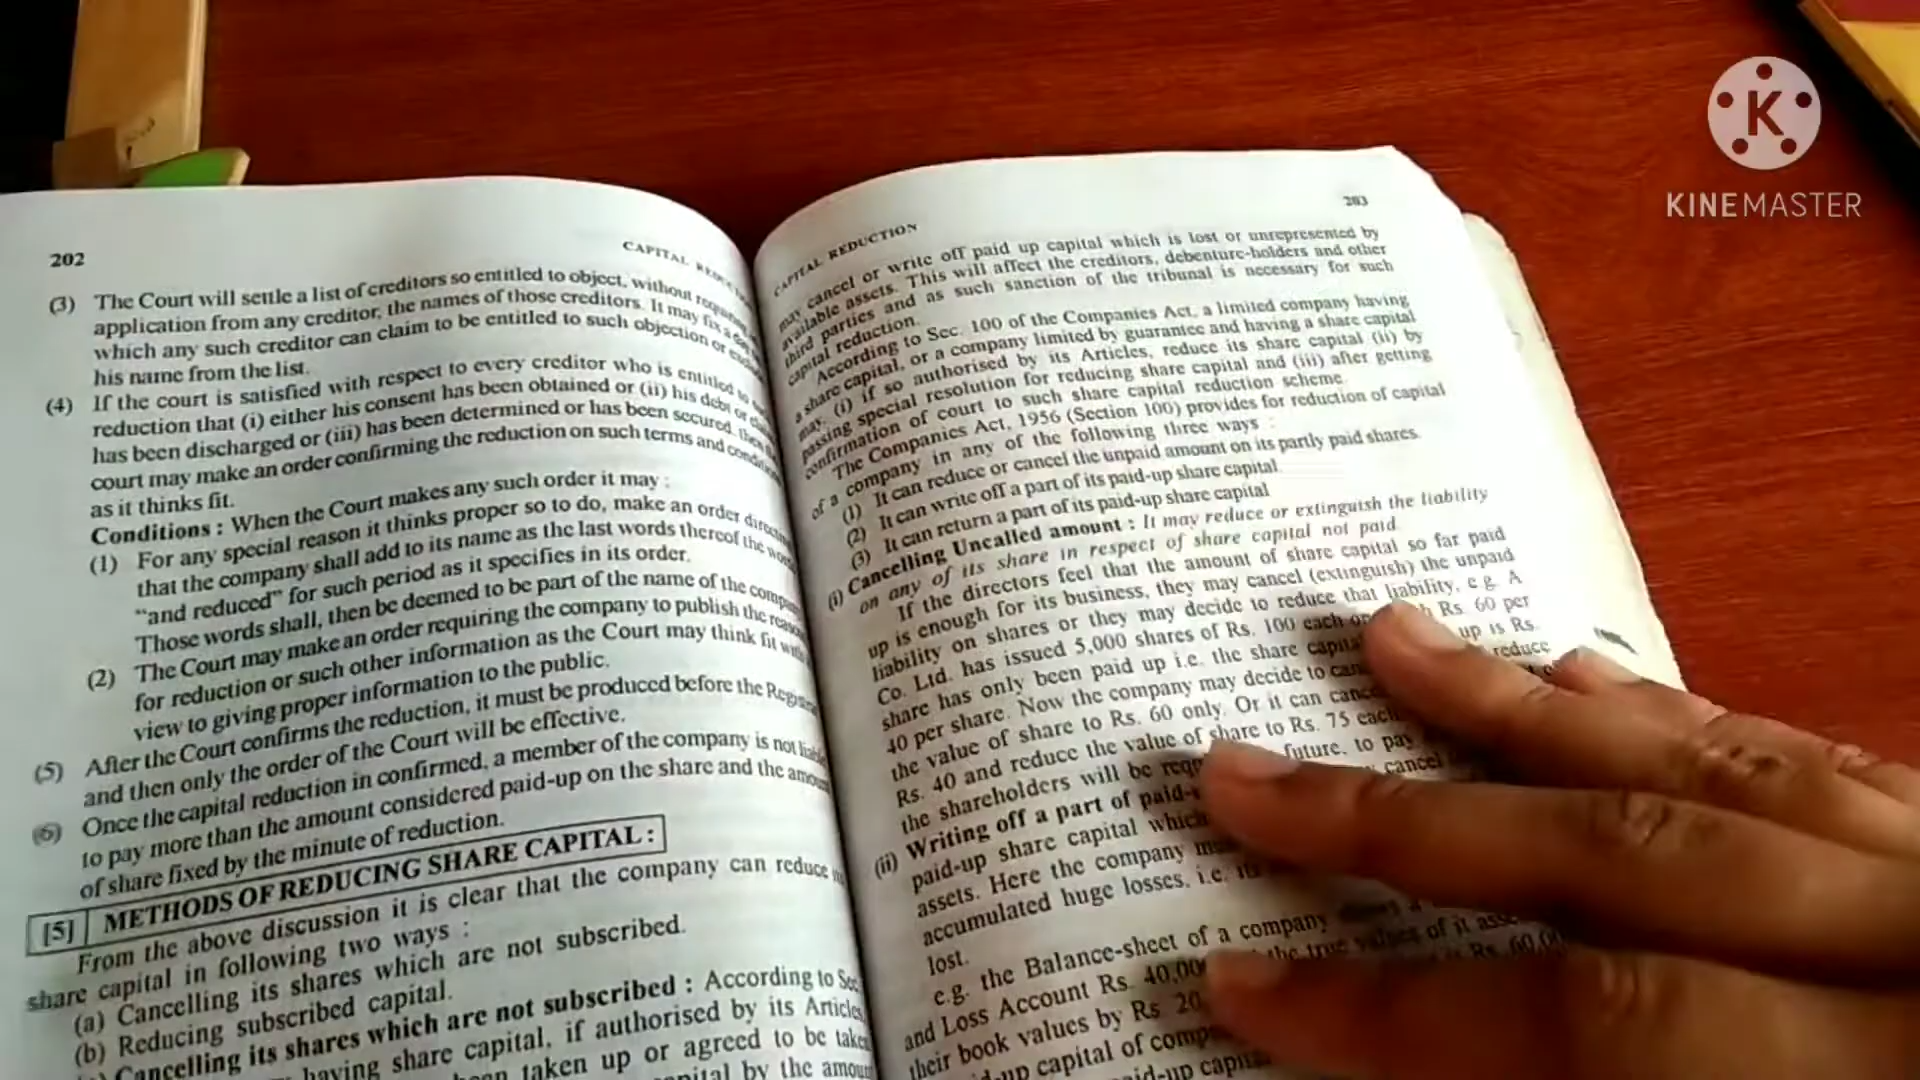 202
CAPITAL
(3) The Court will settle a list of creditors so entitled to object, without
application from any creditor, the names of those creditors. It may fix a
which any such creditor can claim to be entitled to such objection or
his name from the list.
(4) If the court is satisfied with respect to every creditor who is entitled to
reduction that (i) either his consent has been obtained or (ii) his debt or
has been discharged or (iii) has been determined or has been secured, the
court may make an order confirming the reduction on such terms and
as it thinks fit.
Conditions : When the Court makes any such order it may :
(1) For any special reason it thinks proper so to do, make an order
that the company shall add to its name as the last words thereof the
“and reduced” for such period as it specifies in its order.
Those words shall, then be deemed to be part of the name of the
(2) The Court may make an order requiring the company to publish the
for reduction or such other information as the Court may think fit
view to giving proper information to the public.
(5) After the Court confirms the reduction, it must be produced before the
and then only the order of the Court will be effective.
(6) Once the capital reduction in confirmed, a member of the company is not
to pay more than the amount considered paid-up on the share and the
of share fixed by the minute of reduction.
[5] METHODS OF REDUCING SHARE CAPITAL :
From the above discussion it is clear that the company can reduce
share capital in following two ways :
(a) Cancelling its shares which are not subscribed.
(b) Reducing subscribed capital.
Cancelling its shares which are not subscribed : According to
having share capital, if authorised by its Articles,
taken up or agreed to be
by the
CAPITAL REDUCTION
203
may cancel or write off paid up capital which is lost or unrepresented by
available assets. This will affect the creditors, debenture-holders and other
third parties and as such sanction of the tribunal is necessary for such
capital reduction.
According to Sec. 100 of the Companies Act, a limited company having
a share capital, or a company limited by guarantee and having a share capital
may, (i) if so authorised by its Articles, reduce its share capital (ii) by
passing special resolution for reducing share capital and (iii) after getting
confirmation of court to such share capital reduction scheme.
The Companies Act, 1956 (Section 100) provides for reduction of capital
of a company in any of the following three ways :
(1) It can reduce or cancel the unpaid amount on its partly paid shares.
(2) It can write off a part of its paid-up share capital.
(3) It can return a part of its paid-up share capital
(i) Cancelling Uncalled amount : It may reduce or extinguish the liability
on any of its share in respect of share capital not paid.
If the directors feel that the amount of share capital so far paid
up is enough for its business, they may cancel (extinguish) the unpaid
liability on shares or they may decide to reduce that liability, e.g. A
Co. Ltd. has issued 5,000 shares of Rs. 100 each Rs. 60 per
share has only been paid up i.e. the share up is Rs.
40 per share. Now the company may decide to reduce
the value of share to Rs. 60 only. Or it can
Rs. 40 and reduce the value of share to Rs. 75 each
the shareholders will be future, to pay
(ii) Writing off a part of cancel
paid-up share capital which
assets. Here the company
accumulated huge losses, i.e.
lost.
e.g. the Balance-sheet of a company
and Loss Account Rs. the true values of
their book values by Rs. Rs.
capital of
KINEMASTER